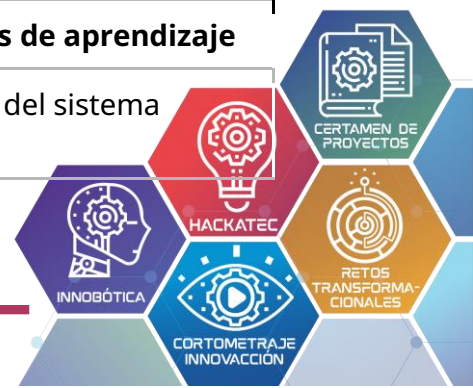 s de aprendizaje
del sistema
CERTAMEN DE
PROYECTOS
HACKATEC
INNOBÓTICA
RETOS
TRANSFORMA-
CIONALES
CORTOMETRAJE
INNOVACCIÓN